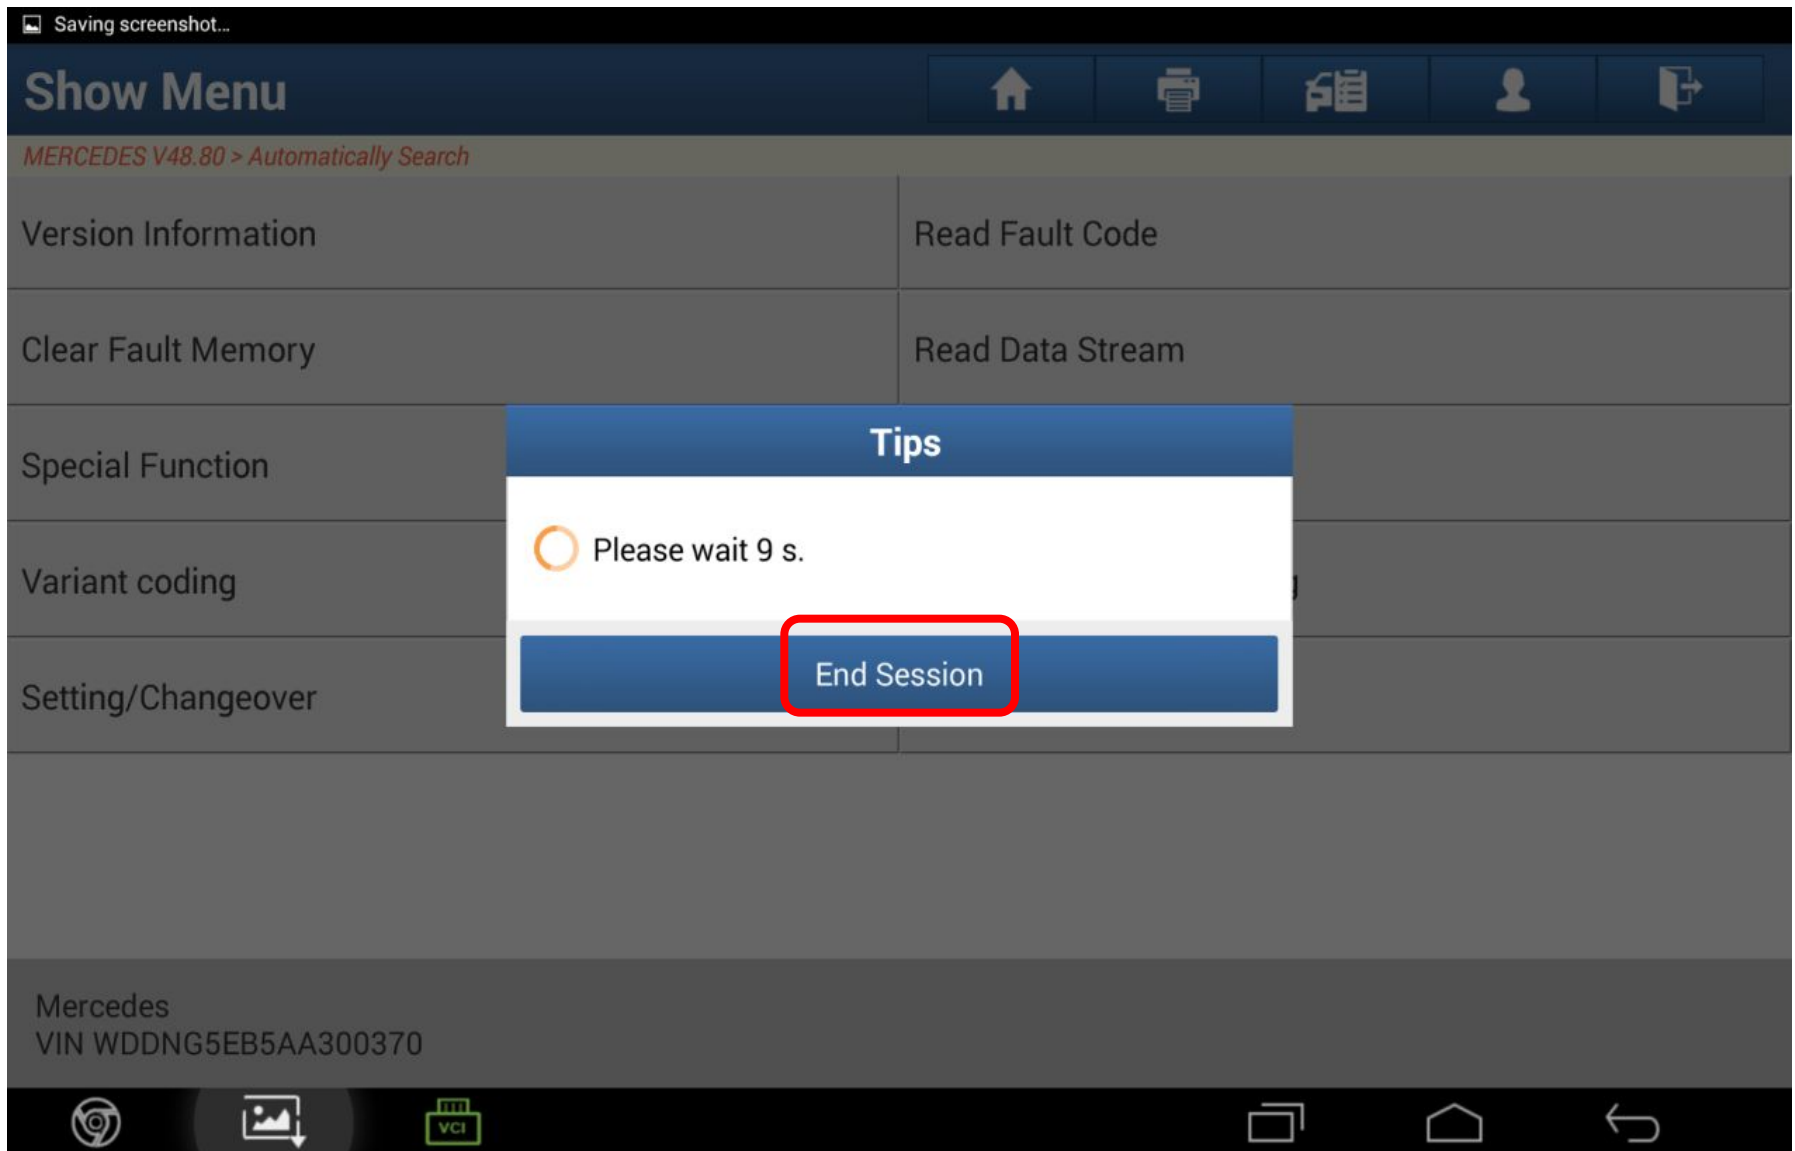 Saving screenshot...
Show Menu
MERCEDES V48.80 > Automatically Search
Version Information
Read Fault Code
Clear Fault Memory
Read Data Stream
Special Function
Variant coding
Setting/Changeover
Tips
Please wait 9 s.
End Session
Mercedes
VIN WDDNG5EB5AA300370
VCI